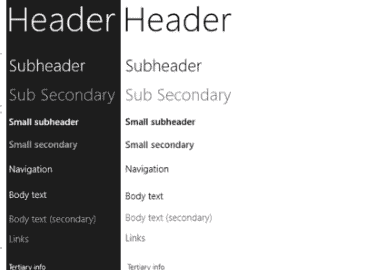 Header Header
Subheader Subheader
Sub Secondary Sub Secondary
Small subheader Small subheader
Small secondary Small secondary
Navigation Navigation
Body text Body text
Body text (secondary) Body text (secondary)
Links Links
Tertiary info Tertiary info